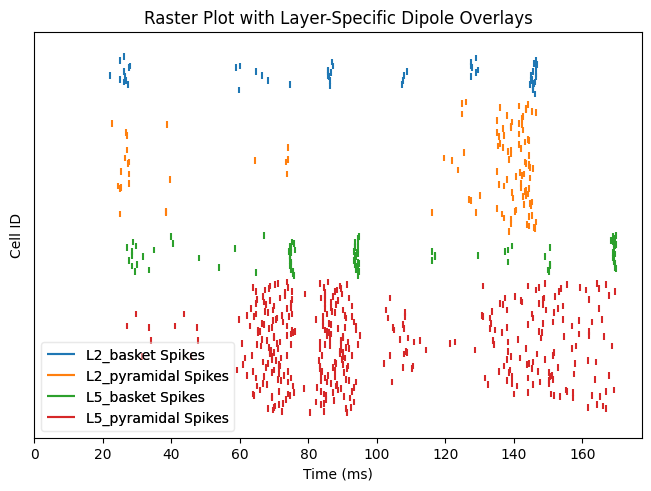 Raster Plot with Layer-Specific Dipole Overlays
Cell ID
L2_basket Spikes
L2_pyramidal Spikes
L5_basket Spikes
L5_pyramidal Spikes
0 20 40 60 80 100 120 140 160
Time (ms)